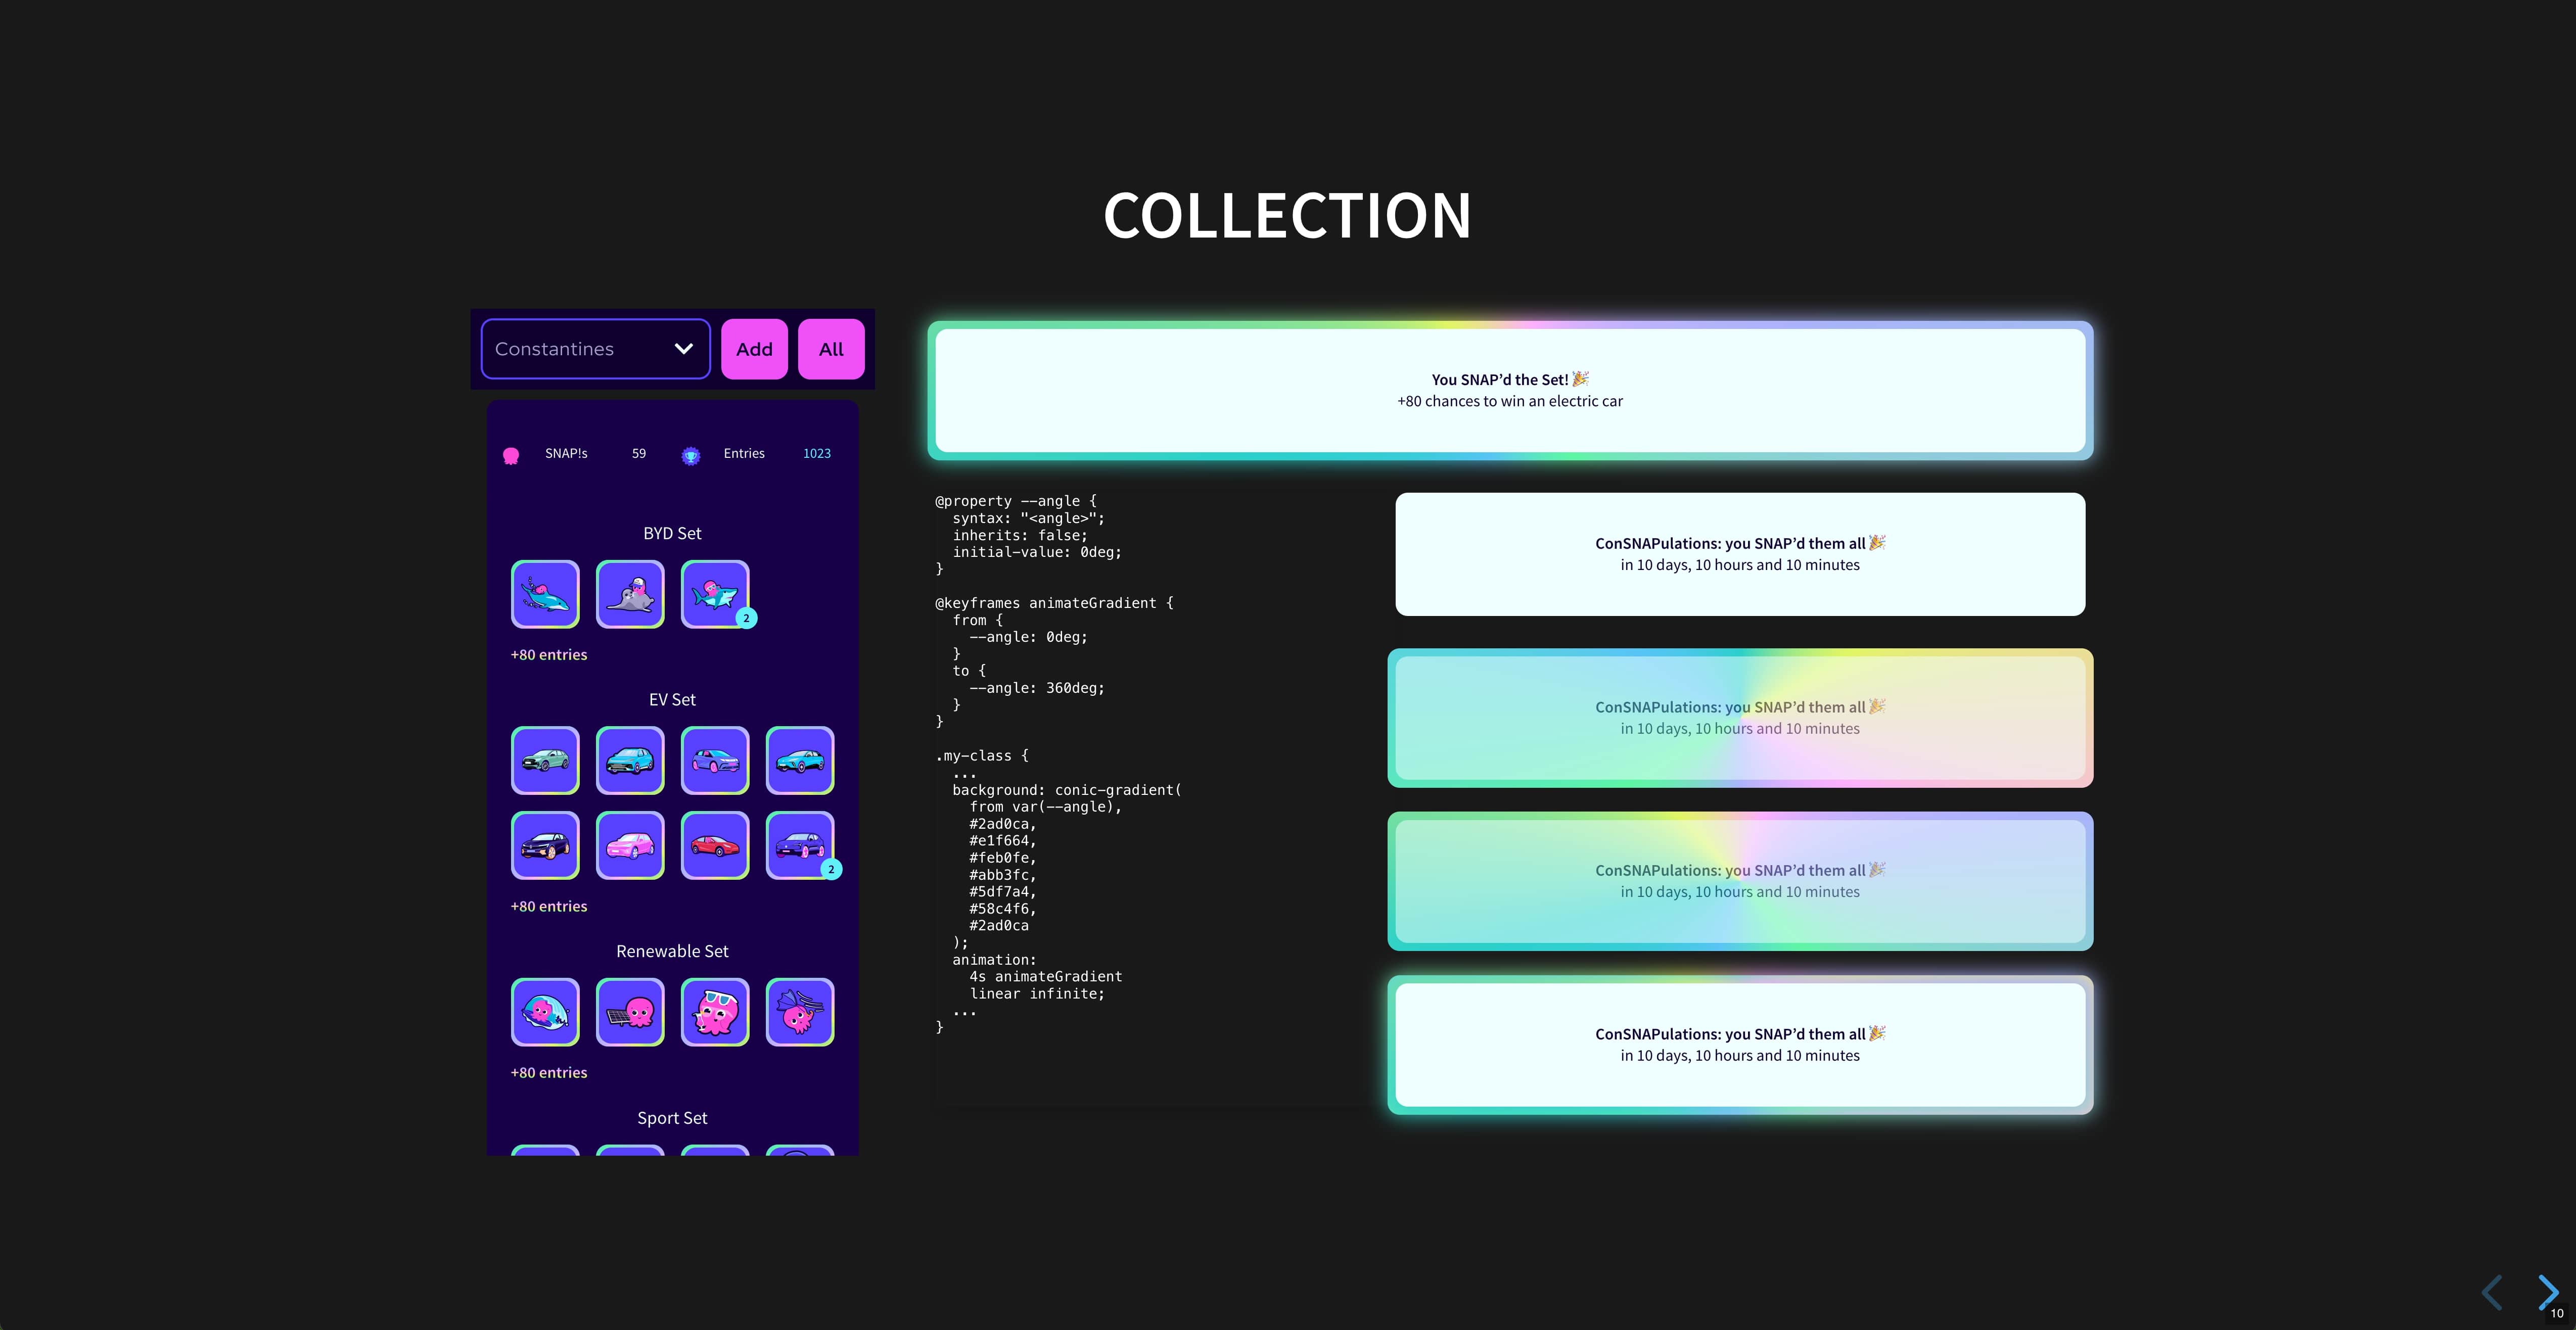 COLLECTION
Constantines
Add
All
SNAP!s 59 Entries 1023
BYD Set
2
+80 entries
EV Set
2
+80 entries
Renewable Set
+80 entries
Sport Set
You SNAP’d the Set! 🎉
+80 chances to win an electric car
@property --angle {
  syntax: "<angle>";
  inherits: false;
  initial-value: 0deg;
}
@keyframes animateGradient {
  from {
    --angle: 0deg;
  }
  to {
    --angle: 360deg;
  }
}
.my-class {
  ...
  background: conic-gradient(
    from var(--angle),
    #2ad0ca,
    #e1f664,
    #feb0fe,
    #abb3fc,
    #5df7a4,
    #58c4f6,
    #2ad0ca
  );
  animation:
    4s animateGradient
    linear infinite;
  ...
}
ConSNAPulations: you SNAP’d them all 🎉
in 10 days, 10 hours and 10 minutes
ConSNAPulations: you SNAP’d them all 🎉
in 10 days, 10 hours and 10 minutes
ConSNAPulations: you SNAP’d them all 🎉
in 10 days, 10 hours and 10 minutes
ConSNAPulations: you SNAP’d them all 🎉
in 10 days, 10 hours and 10 minutes
10